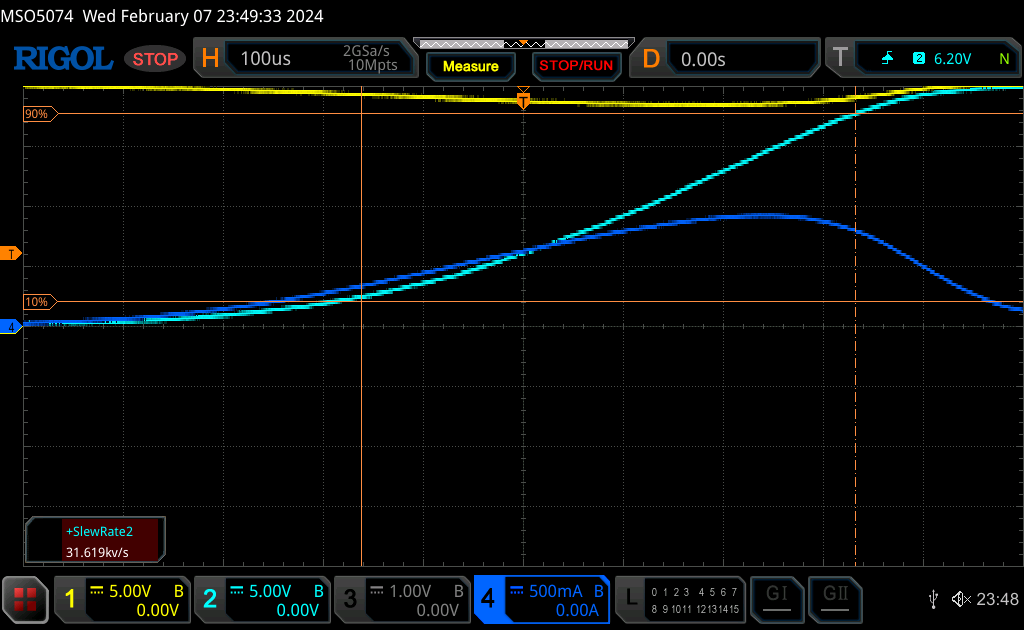 MSO5074 Wed February 07 23:49:33 2024
RIGOL STOP H 100us 2GSa/s 10Mpts Measure STOP/RUN D 0.00s T 2 6.20V N
T
90%
T
10%
4
+SlewRate2
31.619kv/s
1 5.00V B 0.00V 2 5.00V B 0.00V 3 1.00V B 0.00V 4 500mA B 0.00A L 0 1 2 3 4 5 6 7 8 9 10 11 12 13 14 15 GI GII 23:48